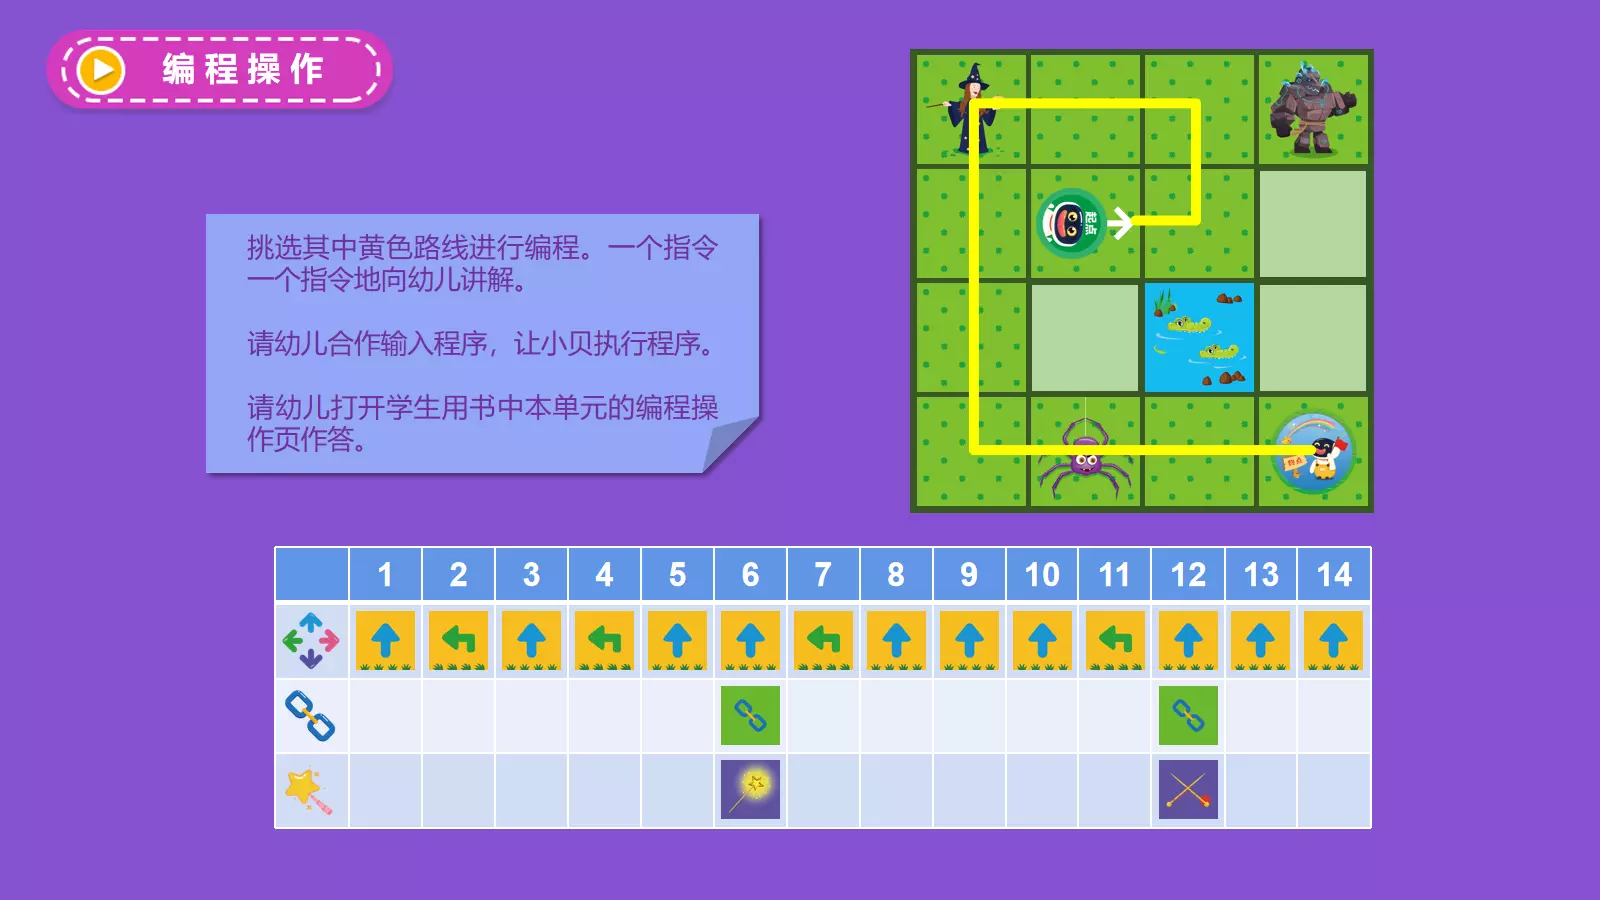 编程操作
挑选其中黄色路线进行编程。一个指令
一个指令地向幼儿讲解。
请幼儿合作输入程序，让小贝执行程序。
请幼儿打开学生用书中本单元的编程操
作页作答。
起点
终点
1 2 3 4 5 6 7 8 9 10 11 12 13 14